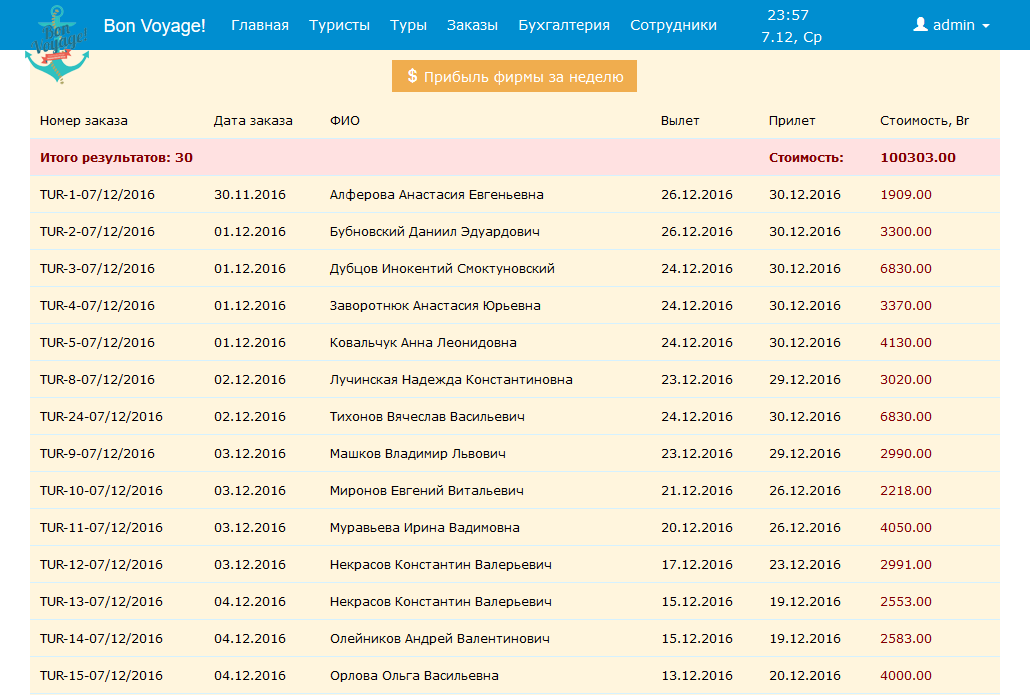 Bon Voyage!
Bon Voyage! Главная Туристы Туры Заказы Бухгалтерия Сотрудники 23:57 admin
7.12, Ср
$ Прибыль фирмы за неделю
Номер заказа Дата заказа ФИО Вылет Прилет Стоимость, Br
Итого результатов: 30 Стоимость: 100303.00
TUR-1-07/12/2016 30.11.2016 Алферова Анастасия Евгеньевна 26.12.2016 30.12.2016 1909.00
TUR-2-07/12/2016 01.12.2016 Бубновский Даниил Эдуардович 26.12.2016 30.12.2016 3300.00
TUR-3-07/12/2016 01.12.2016 Дубцов Инокентий Смоктуновский 24.12.2016 30.12.2016 6830.00
TUR-4-07/12/2016 01.12.2016 Заворотнюк Анастасия Юрьевна 24.12.2016 30.12.2016 3370.00
TUR-5-07/12/2016 01.12.2016 Ковальчук Анна Леонидовна 24.12.2016 30.12.2016 4130.00
TUR-8-07/12/2016 02.12.2016 Лучинская Надежда Константиновна 23.12.2016 29.12.2016 3020.00
TUR-24-07/12/2016 02.12.2016 Тихонов Вячеслав Васильевич 24.12.2016 30.12.2016 6830.00
TUR-9-07/12/2016 03.12.2016 Машков Владимир Львович 23.12.2016 29.12.2016 2990.00
TUR-10-07/12/2016 03.12.2016 Миронов Евгений Витальевич 21.12.2016 26.12.2016 2218.00
TUR-11-07/12/2016 03.12.2016 Муравьева Ирина Вадимовна 20.12.2016 26.12.2016 4050.00
TUR-12-07/12/2016 03.12.2016 Некрасов Константин Валерьевич 17.12.2016 23.12.2016 2991.00
TUR-13-07/12/2016 04.12.2016 Некрасов Константин Валерьевич 15.12.2016 19.12.2016 2553.00
TUR-14-07/12/2016 04.12.2016 Олейников Андрей Валентинович 15.12.2016 19.12.2016 2583.00
TUR-15-07/12/2016 04.12.2016 Орлова Ольга Васильевна 13.12.2016 20.12.2016 4000.00